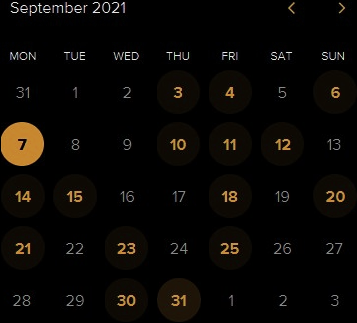 September 2021 < >
MON TUE WED THU FRI SAT SUN
31 1 2 3 4 5 6
7 8 9 10 11 12 13
14 15 16 17 18 19 20
21 22 23 24 25 26 27
28 29 30 31 1 2 3